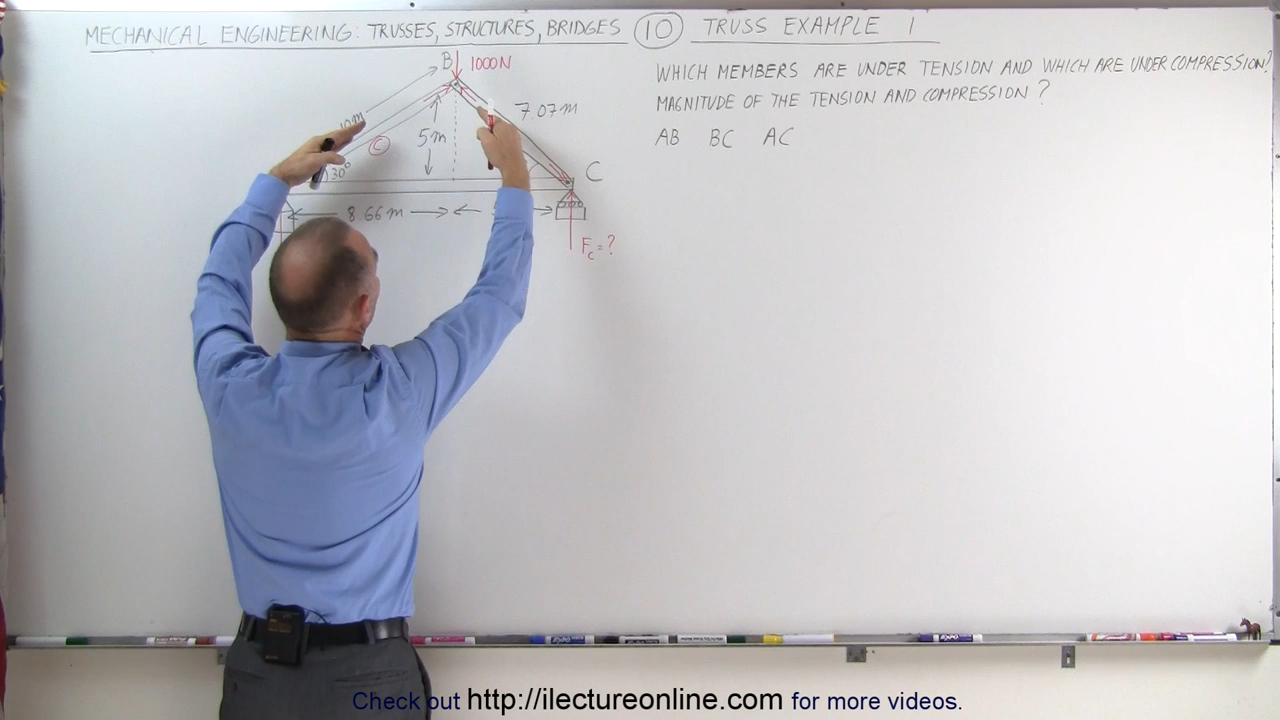 MECHANICAL ENGINEERING: TRUSSES, STRUCTURES, BRIDGES 10 TRUSS EXAMPLE 1
B 1000N
WHICH MEMBERS ARE UNDER TENSION AND WHICH ARE UNDER COMPRESSION?
MAGNITUDE OF THE TENSION AND COMPRESSION?
AB BC AC
10m
7.07m
C
5m
30°
C
8.66m
Fc=?
Check out http://ilectureonline.com for more videos.